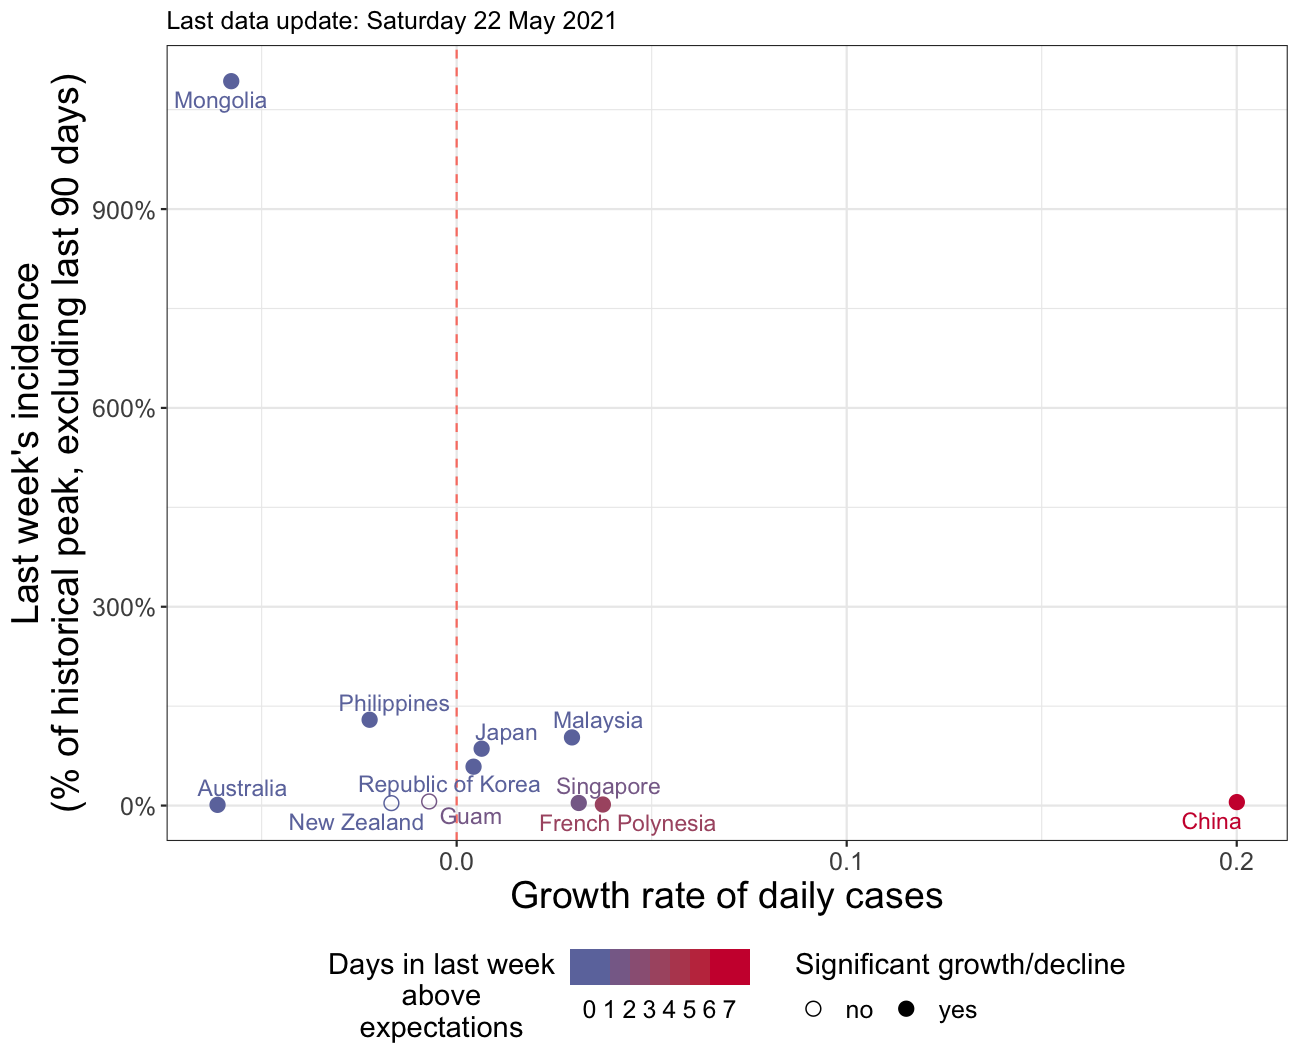 Last data update: Saturday 22 May 2021
Mongolia
900%
600%
300%
0%
Last week's incidence
(% of historical peak, excluding last 90 days)
Philippines
Malaysia
Japan
Republic of Korea
Singapore
Australia
Guam
New Zealand
French Polynesia
China
0.0
0.1
0.2
Growth rate of daily cases
Days in last week
above
expectations
0 1 2 3 4 5 6 7
Significant growth/decline
no
yes